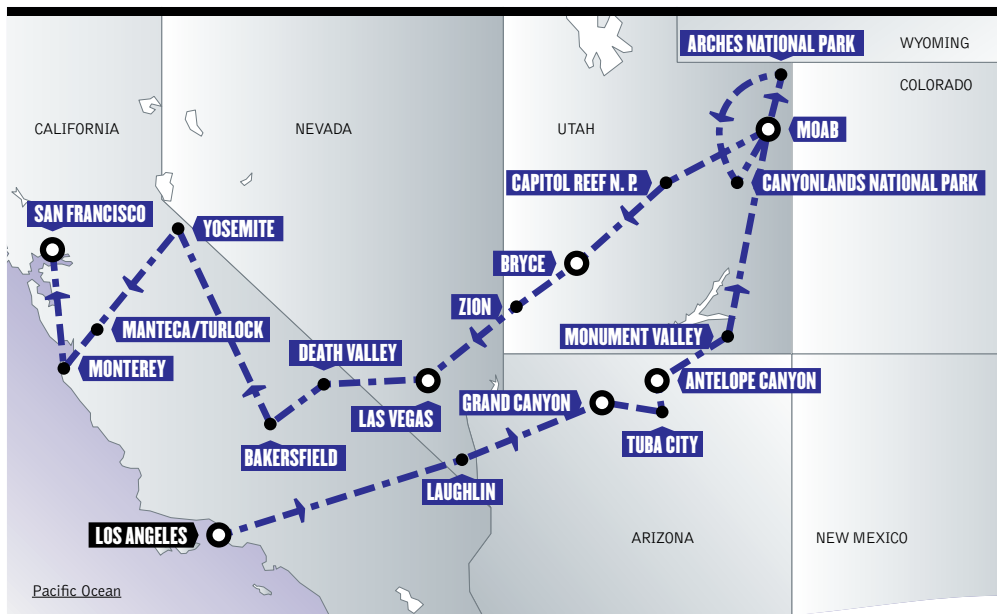 ARCHES NATIONAL PARK
WYOMING
COLORADO
CALIFORNIA
NEVADA
UTAH
MOAB
CAPITOL REEF N. P.
CANYONLANDS NATIONAL PARK
SAN FRANCISCO
YOSEMITE
BRYCE
ZION
MANTECA/TURLOCK
MONUMENT VALLEY
DEATH VALLEY
MONTEREY
ANTELOPE CANYON
GRAND CANYON
LAS VEGAS
TUBA CITY
BAKERSFIELD
LAUGHLIN
LOS ANGELES
ARIZONA
NEW MEXICO
Pacific Ocean